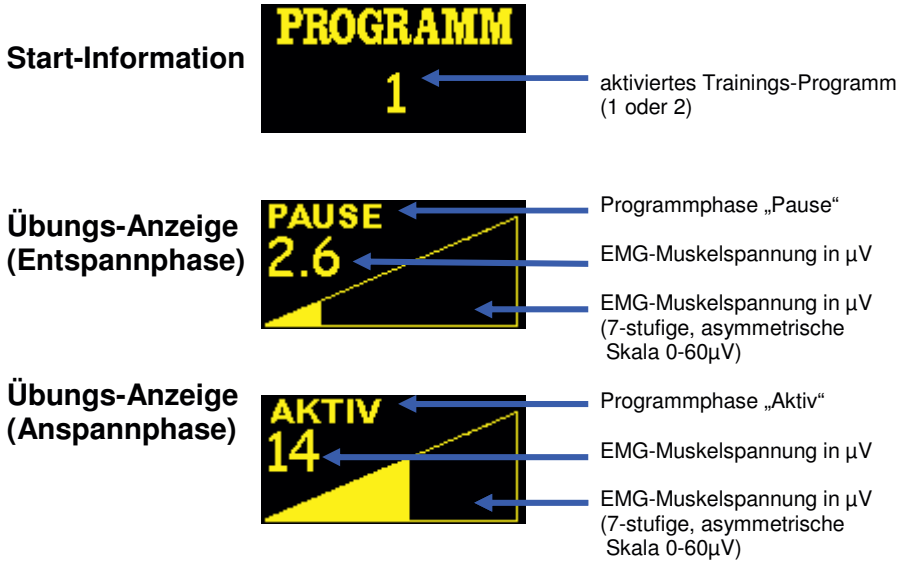 Start-Information
PROGRAMM
1
aktiviertes Trainings-Programm
(1 oder 2)
Übungs-Anzeige
(Entspannphase)
PAUSE
2.6
Programmphase „Pause“
EMG-Muskelspannung in µV
EMG-Muskelspannung in µV
(7-stufige, asymmetrische
Skala 0-60µV)
Übungs-Anzeige
(Anspannphase)
AKTIV
14
Programmphase „Aktiv“
EMG-Muskelspannung in µV
EMG-Muskelspannung in µV
(7-stufige, asymmetrische
Skala 0-60µV)